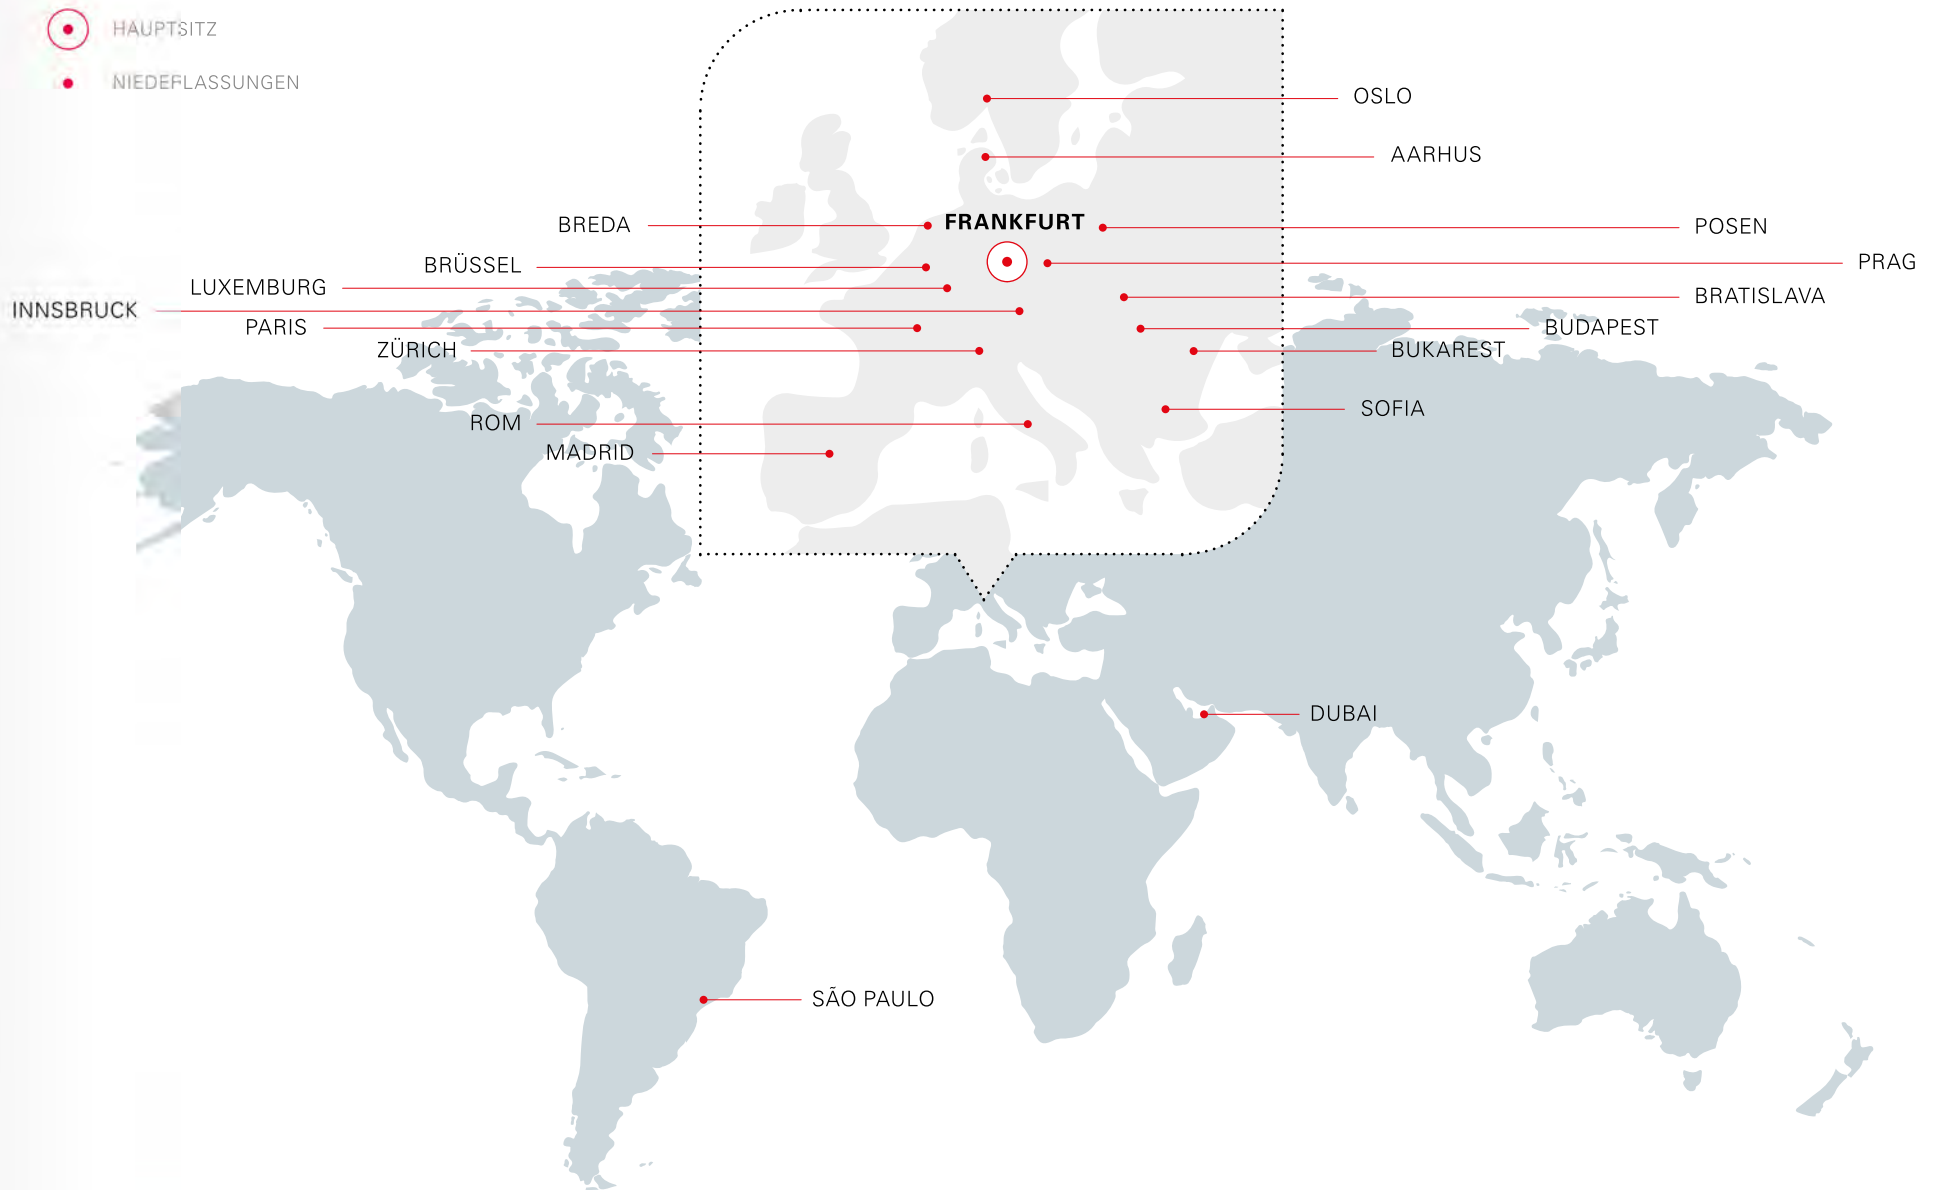 HAUPTSITZ
NIEDERLASSUNGEN
OSLO
AARHUS
BREDA
FRANKFURT
POSEN
BRÜSSEL
PRAG
LUXEMBURG
BRATISLAVA
INNSBRUCK
PARIS
BUDAPEST
ZÜRICH
BUKAREST
SOFIA
ROM
MADRID
DUBAI
SÃO PAULO